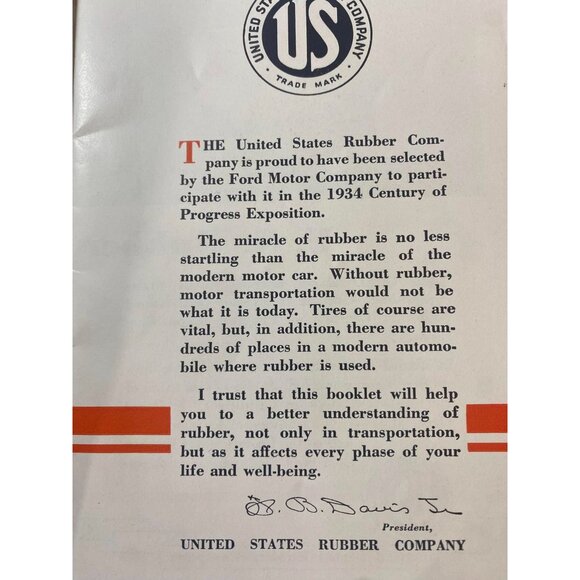 UNITED STA
COMPANY
US
· TRADE MARK ·
THE United States Rubber Com-
pany is proud to have been selected
by the Ford Motor Company to parti-
cipate with it in the 1934 Century of
Progress Exposition.
The miracle of rubber is no less
startling than the miracle of the
modern motor car. Without rubber,
motor transportation would not be
what it is today. Tires of course are
vital, but, in addition, there are hun-
dreds of places in a modern automo-
bile where rubber is used.
I trust that this booklet will help
you to a better understanding of
rubber, not only in transportation,
but as it affects every phase of your
life and well-being.
B. Davis Jr
President,
UNITED STATES RUBBER COMPANY